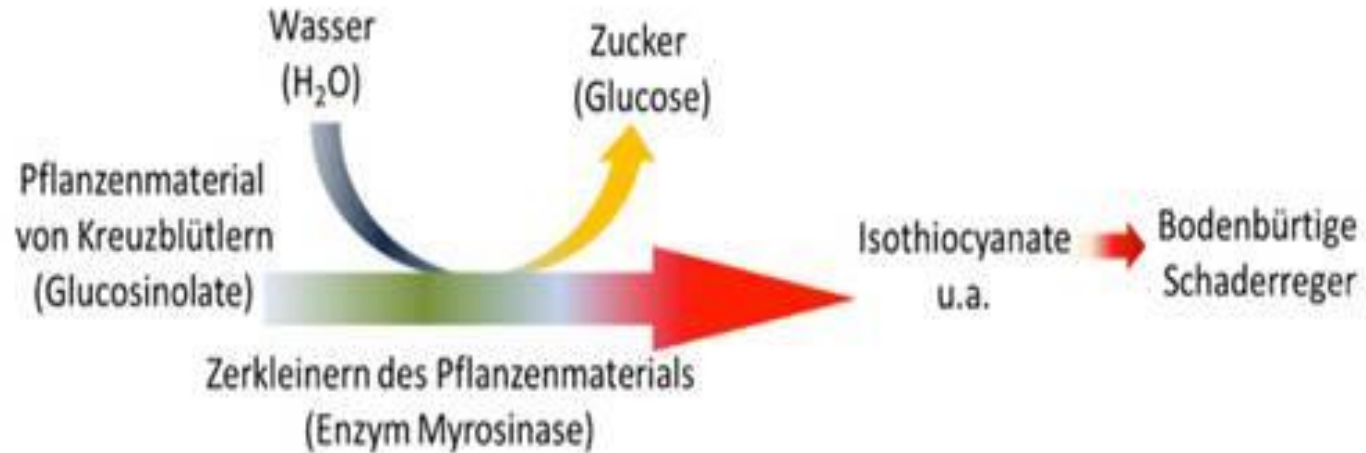 Wasser
(H₂O)
Zucker
(Glucose)
Pflanzenmaterial
von Kreuzblütlern
(Glucosinolate)
Zerkleinern des Pflanzenmaterials
(Enzym Myrosinase)
Isothiocyanate
u.a.
Bodenbürtige
Schaderreger